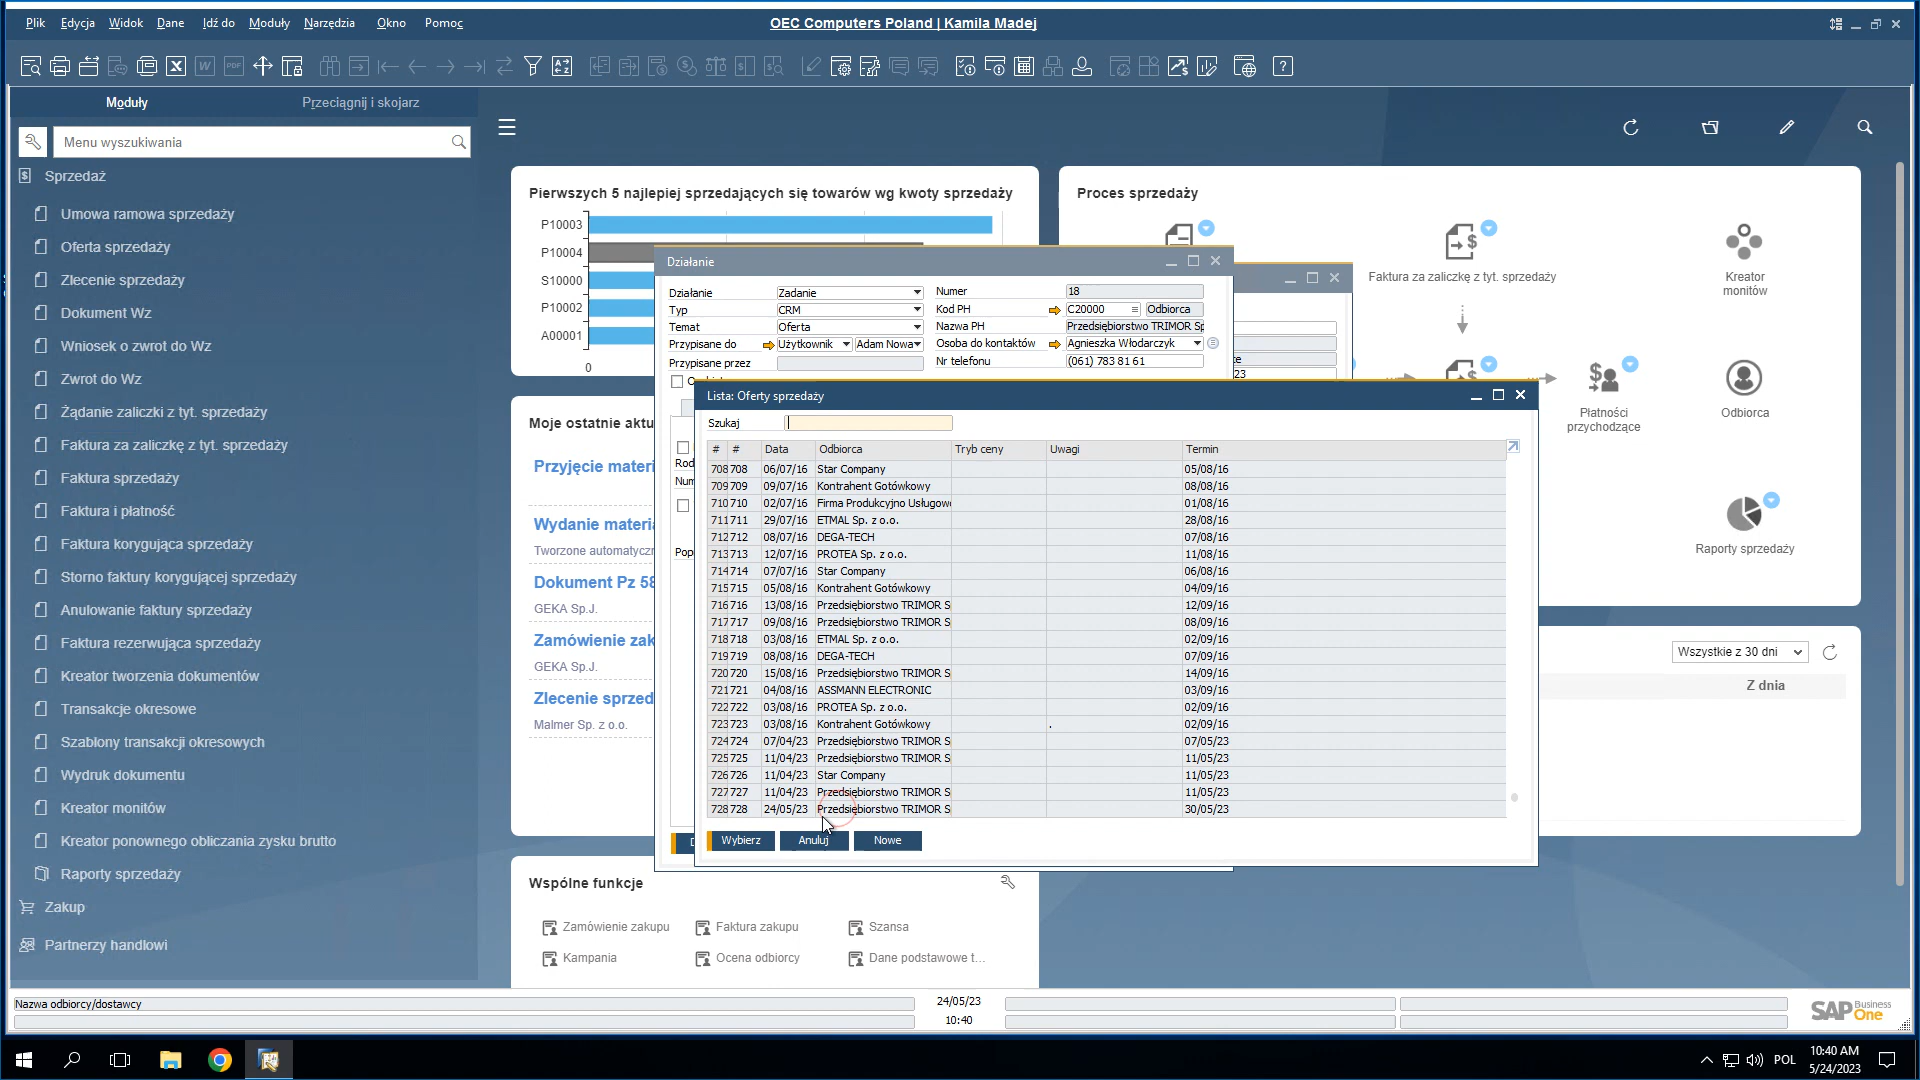 Plik Edycja Widok Dane Idź do Moduły Narzędzia Okno Pomoc
OEC Computers Poland | Kamila Madej
Moduły
Przeciągnij i skojarz
Menu wyszukiwania
Sprzedaż
Umowa ramowa sprzedaży
Oferta sprzedaży
Zlecenie sprzedaży
Dokument Wz
Wniosek o zwrot do Wz
Zwrot do Wz
Żądanie zaliczki z tyt. sprzedaży
Faktura za zaliczkę z tyt. sprzedaży
Faktura sprzedaży
Faktura i płatność
Faktura korygująca sprzedaży
Storno faktury korygującej sprzedaży
Anulowanie faktury sprzedaży
Faktura rezerwująca sprzedaży
Kreator tworzenia dokumentów
Transakcje okresowe
Szablony transakcji okresowych
Wydruk dokumentu
Kreator monitów
Kreator ponownego obliczania zysku brutto
Raporty sprzedaży
Zakup
Partnerzy handlowi
Pierwszych 5 najlepiej sprzedających się towarów wg kwoty sprzedaży
P10003
P10004
S10000
P10002
A00001
0
Moje ostatnie aktu
Przyjęcie materi
Wydanie materia
Tworzone automatyczn
Dokument Pz 58
GEKA Sp.J.
Zamówienie zak
GEKA Sp.J.
Zlecenie sprzed
Malmer Sp. z o.o.
Wspólne funkcje
Zamówienie zakupu Faktura zakupu Szansa
Kampania Ocena odbiorcy Dane podstawowe t...
Proces sprzedaży
Faktura za zaliczkę z tyt. sprzedaży
Kreator
monitów
Płatności
przychodzące
Odbiorca
Raporty sprzedaży
Wszystkie z 30 dni
Z dnia
Działanie
Działanie Zadanie Numer 18
Typ CRM Kod PH C20000 Odbiorca
Temat Oferta Nazwa PH Przedsiębiorstwo TRIMOR Sp
Przypisane do Użytkownik Adam Nowa Osoba do kontaktów Agnieszka Włodarczyk
Przypisane przez Nr telefonu (061) 783 81 61
ce
23
Rod
Num
Pop
Lista: Oferty sprzedaży
Szukaj
# # Data Odbiorca Tryb ceny Uwagi Termin
708 708 06/07/16 Star Company 05/08/16
709 709 09/07/16 Kontrahent Gotówkowy 08/08/16
710 710 02/07/16 Firma Produkcyjno Usługow 01/08/16
711 711 29/07/16 ETMAL Sp. z o.o. 28/08/16
712 712 08/07/16 DEGA-TECH 07/08/16
713 713 12/07/16 PROTEA Sp. z o.o. 11/08/16
714 714 07/07/16 Star Company 06/08/16
715 715 05/08/16 Kontrahent Gotówkowy 04/09/16
716 716 13/08/16 Przedsiębiorstwo TRIMOR S 12/09/16
717 717 09/08/16 Przedsiębiorstwo TRIMOR S 08/09/16
718 718 03/08/16 ETMAL Sp. z o.o. 02/09/16
719 719 08/08/16 DEGA-TECH 07/09/16
720 720 15/08/16 Przedsiębiorstwo TRIMOR S 14/09/16
721 721 04/08/16 ASSMANN ELECTRONIC 03/09/16
722 722 03/08/16 PROTEA Sp. z o.o. 02/09/16
723 723 03/08/16 Kontrahent Gotówkowy . 02/09/16
724 724 07/04/23 Przedsiębiorstwo TRIMOR S 07/05/23
725 725 11/04/23 Przedsiębiorstwo TRIMOR S 11/05/23
726 726 11/04/23 Star Company 11/05/23
727 727 11/04/23 Przedsiębiorstwo TRIMOR S 11/05/23
728 728 24/05/23 Przedsiębiorstwo TRIMOR S 30/05/23
Wybierz Anuluj Nowe
Nazwa odbiorcy/dostawcy
24/05/23
10:40
SAP Business One
POL
10:40 AM
5/24/2023